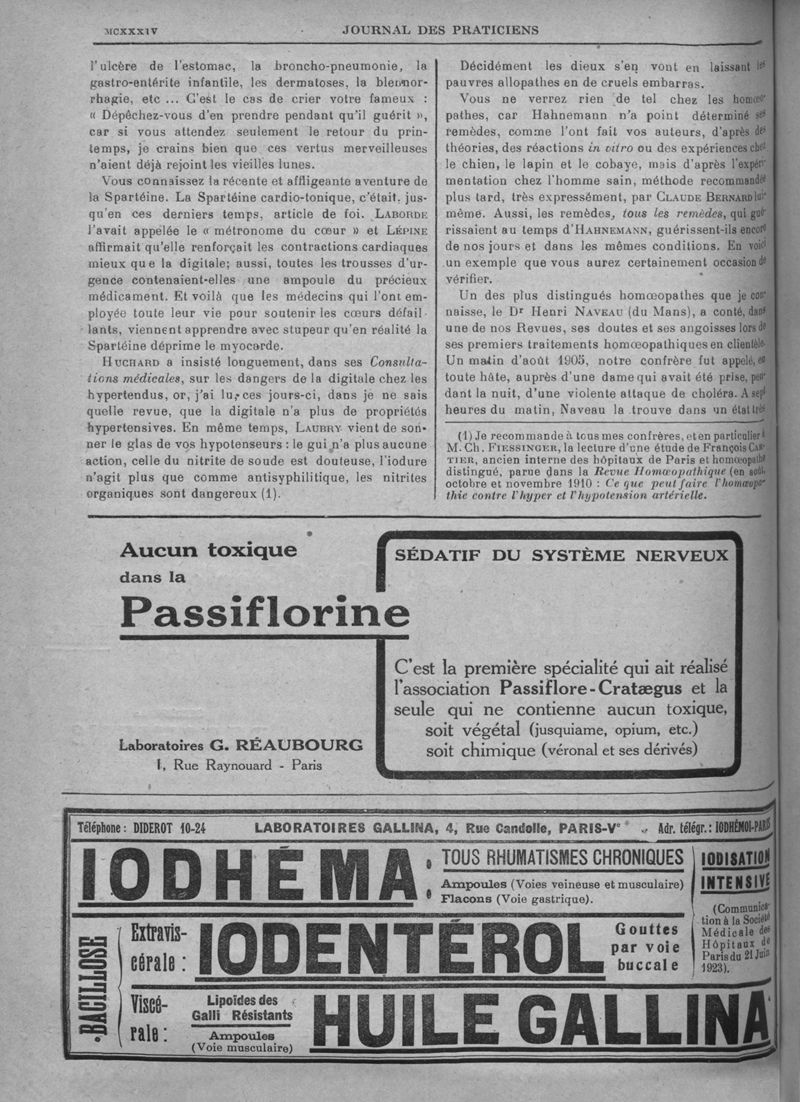 MCXXXIV
JOURNAL DES PRATICIENS
l'ulcère de l'estomac, la broncho-pneumonie, la
gastro-entérite infantile, les dermatoses, la blennor-
rhagie, etc ... C'est le cas de crier votre fameux :
« Dépêchez-vous d'en prendre pendant qu'il guérit »,
car si vous attendez seulement le retour du prin-
temps, je crains bien que ces vertus merveilleuses
n'aient déjà rejoint les vieilles lunes.
Vous connaissez la récente et affligeante aventure de
la Spartéine. La Spartéine cardio-tonique, c'était, jus-
qu'en ces derniers temps, article de foi. LABORDE
l'avait appelée le « métronome du cœur » et LÉPINE
affirmait qu'elle renforçait les contractions cardiaques
mieux que la digitale; aussi, toutes les trousses d'ur-
gence contenaient-elles une ampoule du précieux
médicament. Et voilà que les médecins qui l'ont em-
ployée toute leur vie pour soutenir les cœurs défail-
lants, viennent apprendre avec stupeur qu'en réalité la
Spartéine déprime le myocarde.
HUCHARD a insisté longuement, dans ses Consulta-
tions médicales, sur les dangers de la digitale chez les
hypertendus, or, j'ai lu, ces jours-ci, dans je ne sais
quelle revue, que la digitale n'a plus de propriétés
hypertensives. En même temps, LAUBRY vient de son-
ner le glas de vos hypotenseurs : le gui n'a plus aucune
action, celle du nitrite de soude est douteuse, l'iodure
n'agit plus que comme antisyphilitique, les nitrites
organiques sont dangereux (1).
Décidément les dieux s'en vont en laissant les
pauvres allopathes en de cruels embarras.
Vous ne verrez rien de tel chez les homœo-
pathes, car Hahnemann n'a point déterminé ses
remèdes, comme l'ont fait vos auteurs, d'après des
théories, des réactions in vitro ou des expériences chez
le chien, le lapin et le cobaye, mais d'après l'expéri-
mentation chez l'homme sain, méthode recommandée
plus tard, très expressément, par CLAUDE BERNARD lui-
même. Aussi, les remèdes, tous les remèdes, qui gué-
rissaient au temps d'HAHNEMANN, guérissent-ils encore
de nos jours et dans les mêmes conditions. En voici
un exemple que vous aurez certainement occasion de
vérifier.
Un des plus distingués homœopathes que je con-
naisse, le Dr Henri NAVEAU (du Mans), a conté, dans
une de nos Revues, ses doutes et ses angoisses lors de
ses premiers traitements homœopathiques en clientèle.
Un matin d'août 1905, notre confrère fut appelé, en
toute hâte, auprès d'une dame qui avait été prise, pen-
dant la nuit, d'une violente attaque de choléra. A sept
heures du matin, Naveau la trouve dans un état très
(1) Je recommande à tous mes confrères, et en particulier à
M. Ch. FIESSINGER, la lecture d'une étude de François CAR-
TIER, ancien interne des hôpitaux de Paris et homœopathe
distingué, parue dans la Revue Homœopathique (en août,
octobre et novembre 1910 : Ce que peut faire l'homœopa-
thie contre l'hyper et l'hypotension artérielle.
Aucun toxique
dans la
Passiflorine
Laboratoires G. RÉAUBOURG
1, Rue Raynouard - Paris
SÉDATIF DU SYSTÈME NERVEUX
C'est la première spécialité qui ait réalisé
l'association Passiflore-Cratægus et la
seule qui ne contienne aucun toxique,
soit végétal (jusquiame, opium, etc.)
soit chimique (véronal et ses dérivés)
Téléphone : DIDEROT 10-24
LABORATOIRES GALLINA, 4, Rue Candolle, PARIS-Ve
Adr. télégr. : IODHÉMOI-PARIS
IODHÉMA :
TOUS RHUMATISMES CHRONIQUES
Ampoules (Voies veineuse et musculaire)
Flacons (Voie gastrique).
IODISATION
INTENSIVE
(Communica-
tion à la Société
Médicale des
Hôpitaux de
Paris du 21 Juin
1923).
BACILLOSE
Extravis-
cérale :
IODENTÉROL
Gouttes
par voie
buccale
Viscé-
rale :
Lipoïdes des
Galli Résistants
Ampoules
(Voie musculaire)
HUILE GALLINA